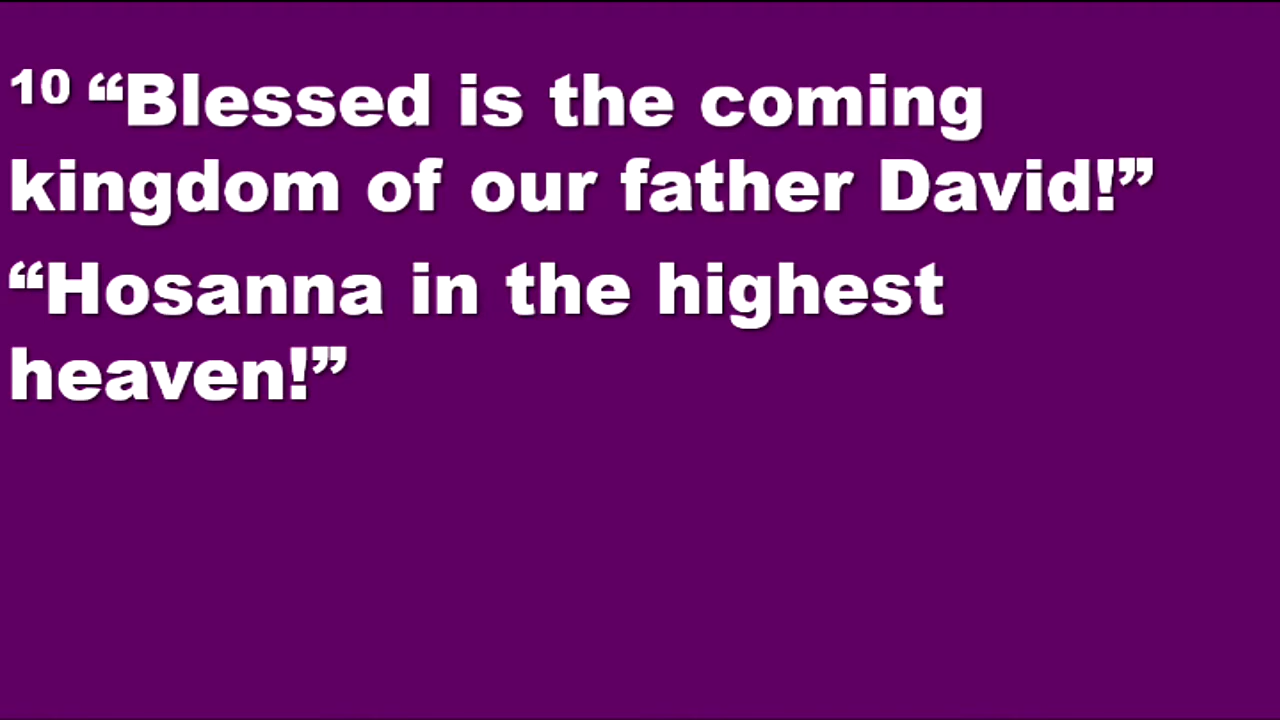 10 “Blessed is the coming
kingdom of our father David!”
“Hosanna in the highest
heaven!”